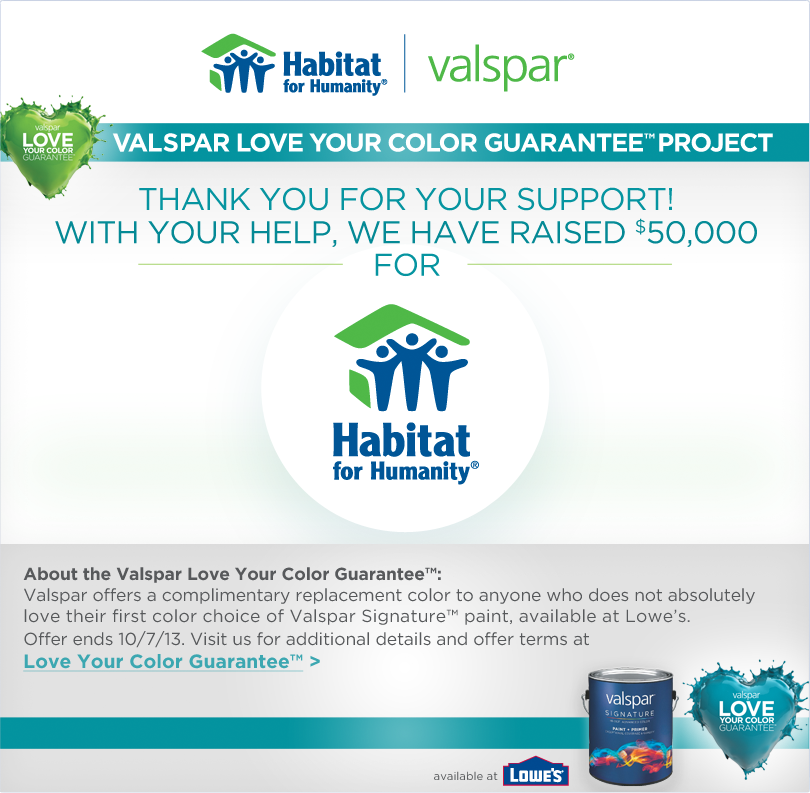 Habitat
for Humanity®
valspar®
valspar
LOVE
YOUR COLOR
GUARANTEE™
VALSPAR LOVE YOUR COLOR GUARANTEE™ PROJECT
THANK YOU FOR YOUR SUPPORT!
WITH YOUR HELP, WE HAVE RAISED $50,000
FOR
Habitat
for Humanity®
About the Valspar Love Your Color Guarantee™:
Valspar offers a complimentary replacement color to anyone who does not absolutely
love their first color choice of Valspar Signature™ paint, available at Lowe's.
Offer ends 10/7/13. Visit us for additional details and offer terms at
Love Your Color Guarantee™ >
valspar
SIGNATURE
PAINT + PRIMER
valspar
LOVE
YOUR COLOR
GUARANTEE™
available at LOWE'S